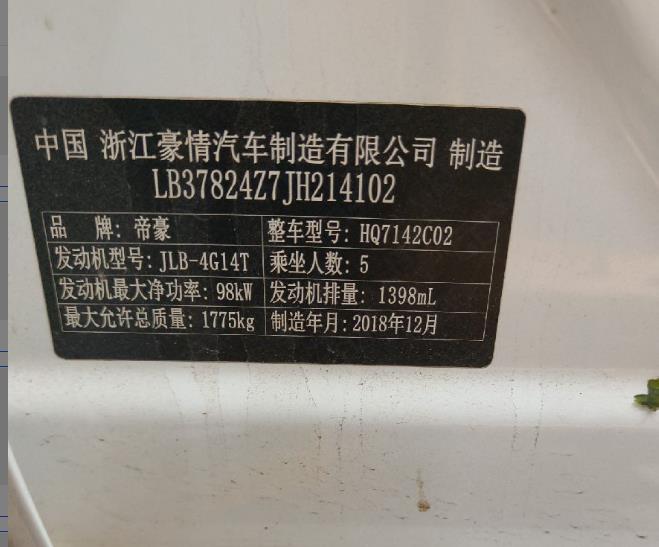 中国 浙江豪情汽车制造有限公司 制造
LB37824Z7JH214102
品 牌: 帝豪 整车型号: HQ7142C02
发动机型号: JLB-4G14T 乘坐人数: 5
发动机最大净功率: 98kW 发动机排量: 1398mL
最大允许总质量: 1775kg 制造年月: 2018年12月